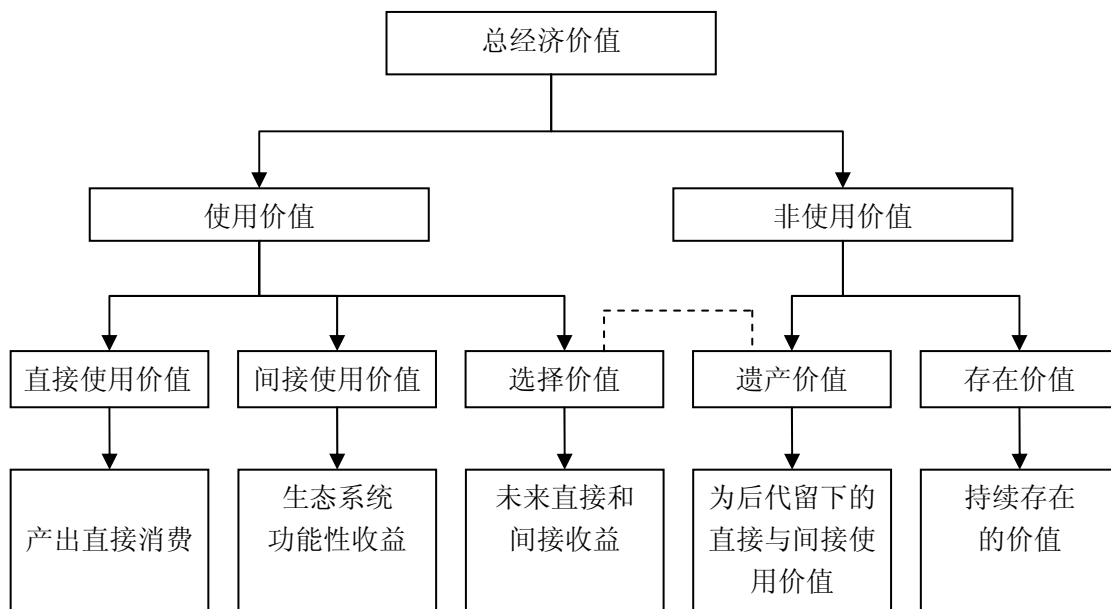 总经济价值
使用价值
非使用价值
直接使用价值
间接使用价值
选择价值
遗产价值
存在价值
产出直接消费
生态系统
功能性收益
未来直接和
间接收益
为后代留下的
直接与间接使
用价值
持续存在
的价值